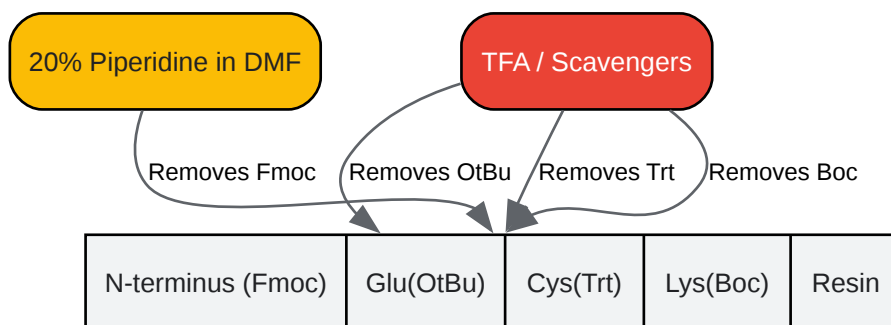 20% Piperidine in DMF
TFA / Scavengers
Removes Fmoc
Removes OtBu
Removes Trt
Removes Boc
N-terminus (Fmoc)
Glu(OtBu)
Cys(Trt)
Lys(Boc)
Resin